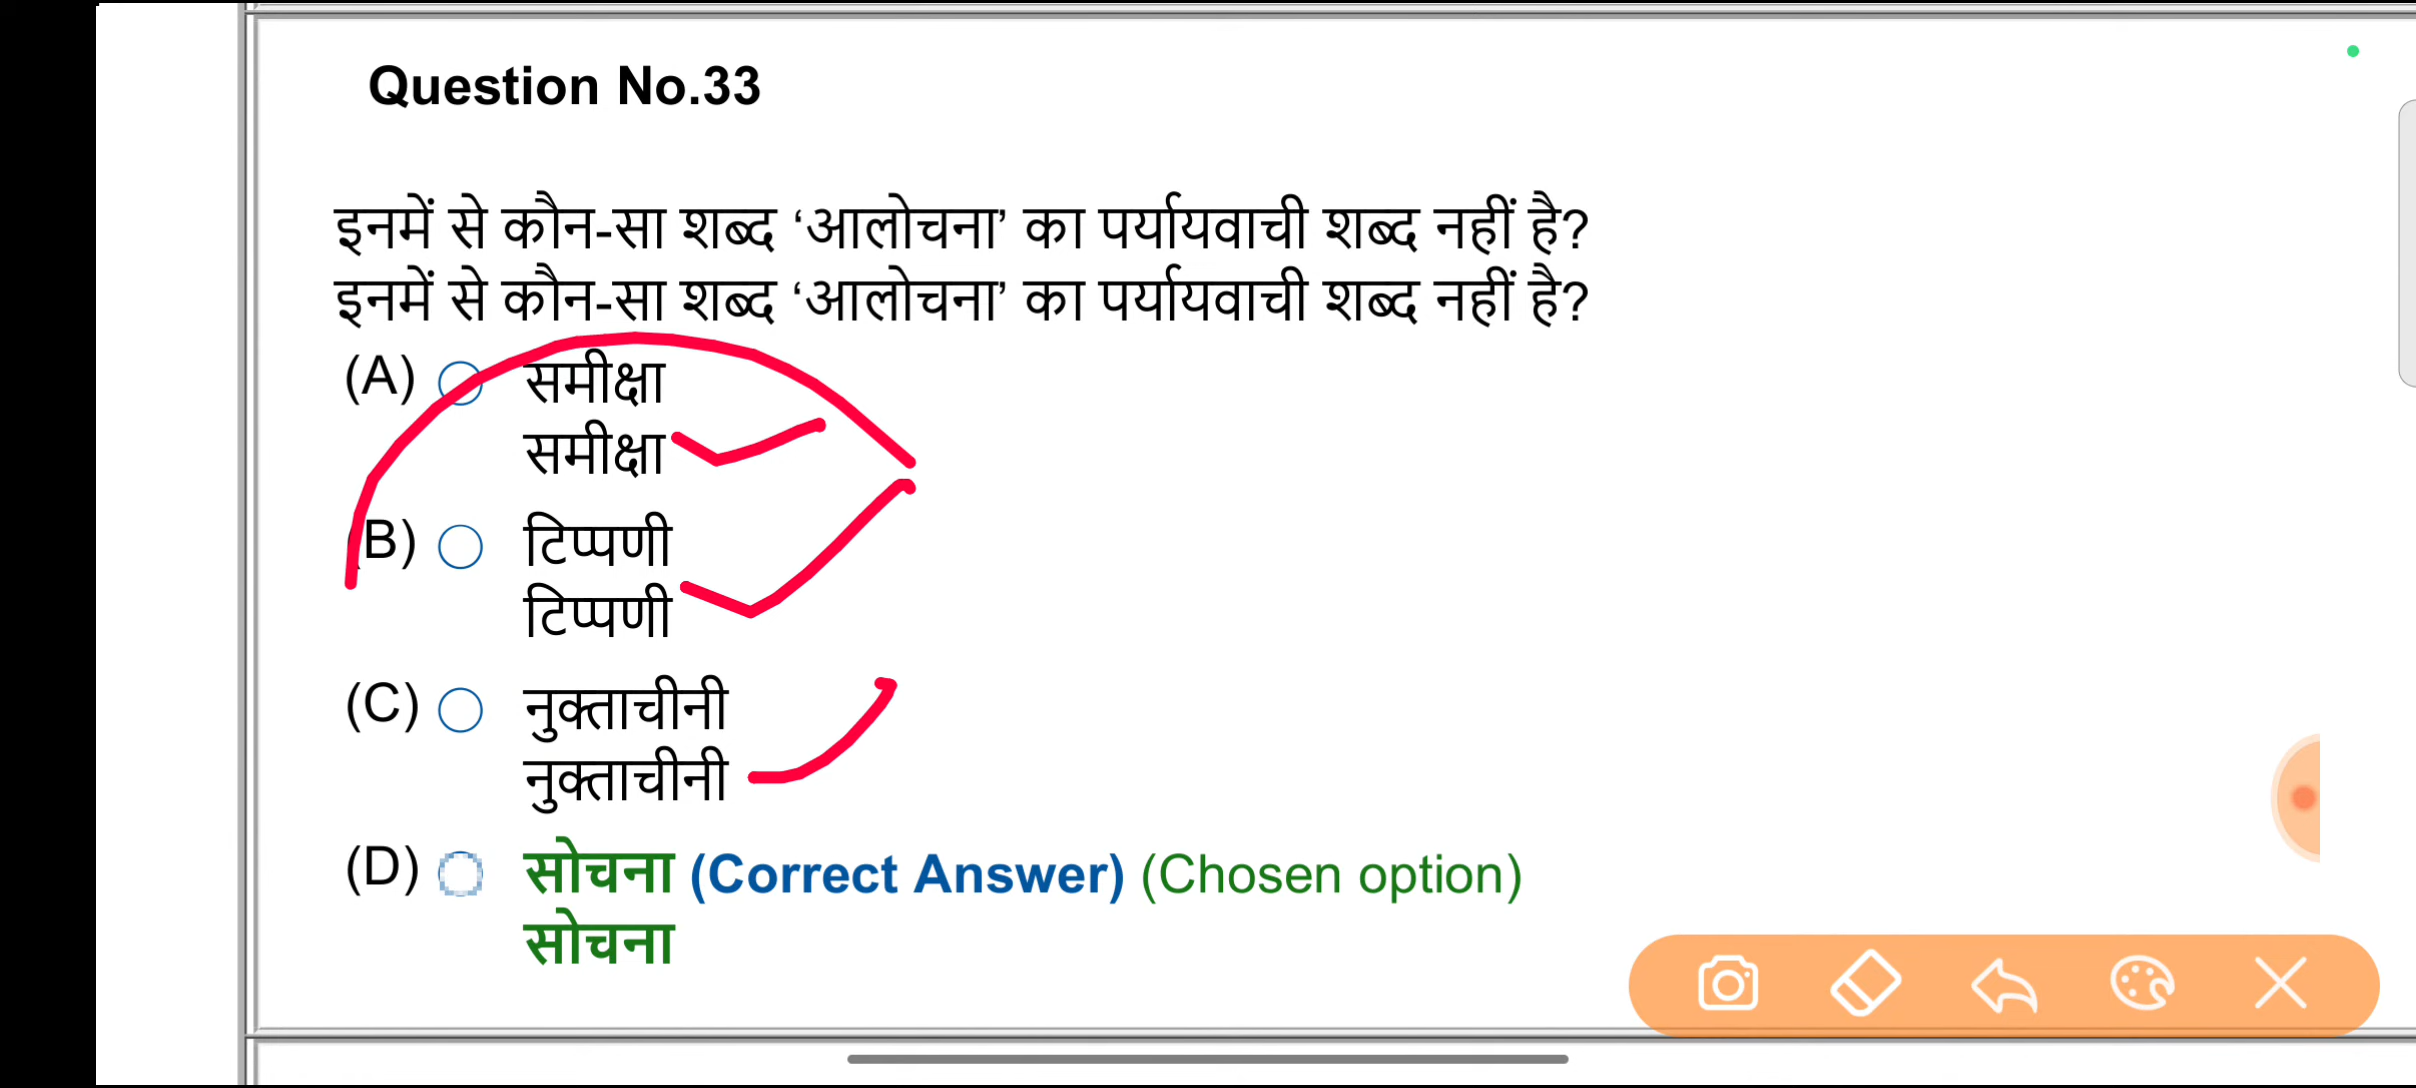 Question No.33
इनमें से कौन-सा शब्द ‘आलोचना’ का पर्यायवाची शब्द नहीं है?
इनमें से कौन-सा शब्द ‘आलोचना’ का पर्यायवाची शब्द नहीं है?
(A) समीक्षा
समीक्षा
(B) टिप्पणी
टिप्पणी
(C) नुक्ताचीनी
नुक्ताचीनी
(D) सोचना (Correct Answer) (Chosen option)
सोचना